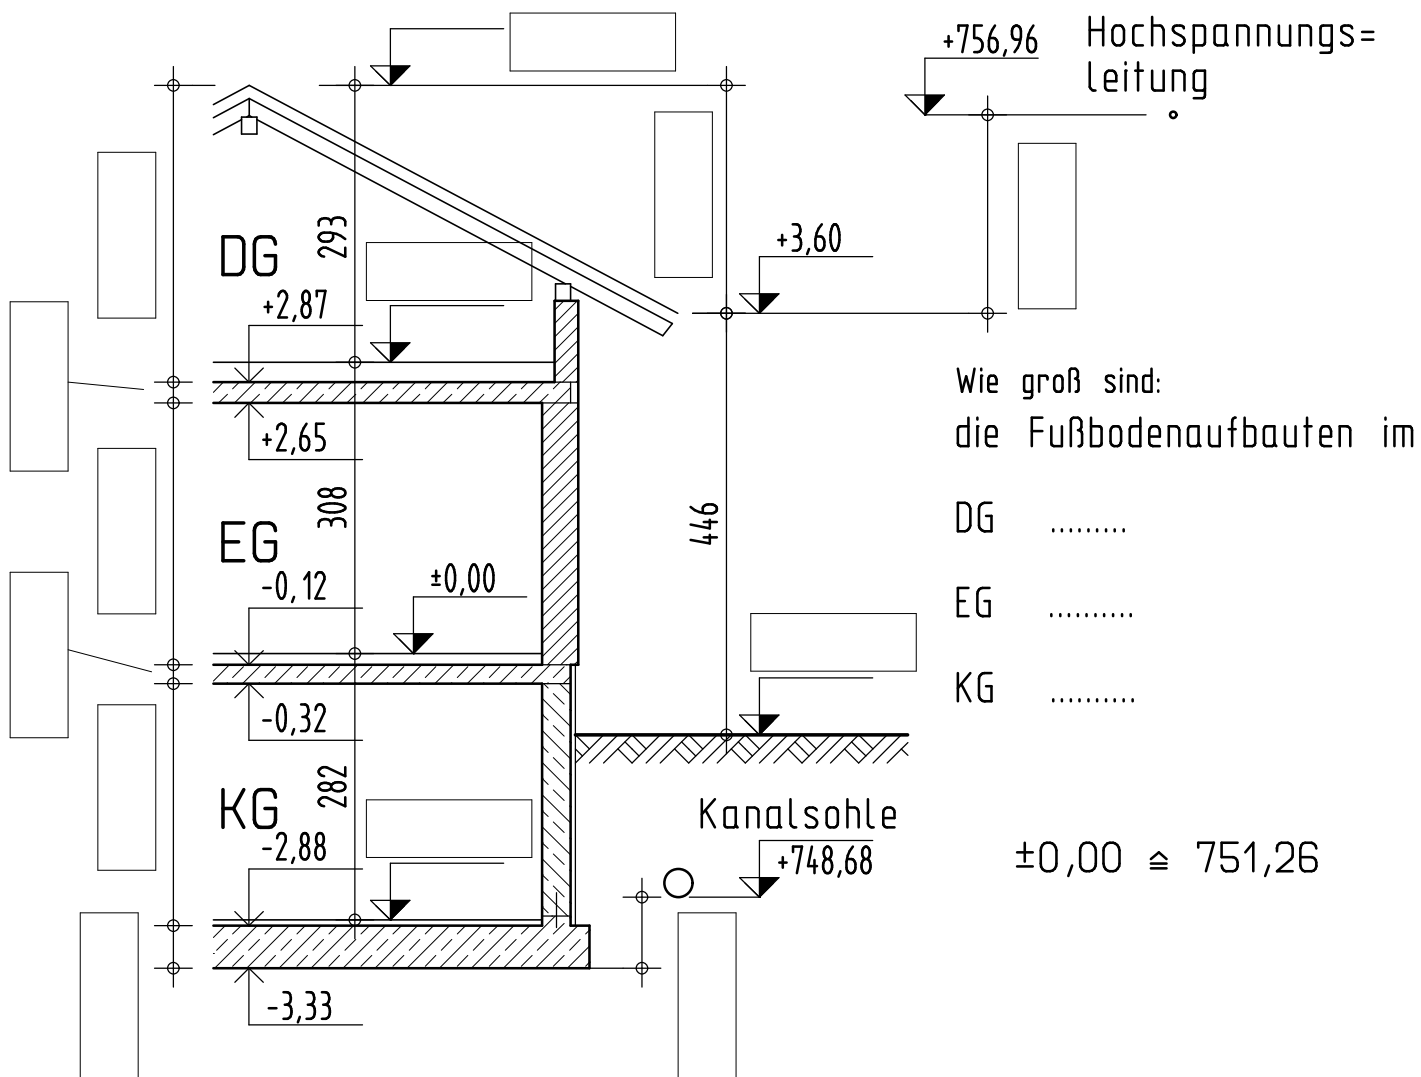 +756,96
Hochspannungs=
leitung
+3,60
DG
293
+2,87
+2,65
308
EG
-0,12
±0,00
446
-0,32
282
KG
-2,88
-3,33
Kanalsohle
+748,68
Wie groß sind:
die Fußbodenaufbauten im
DG .........
EG ..........
KG ..........
±0,00 ≙ 751,26